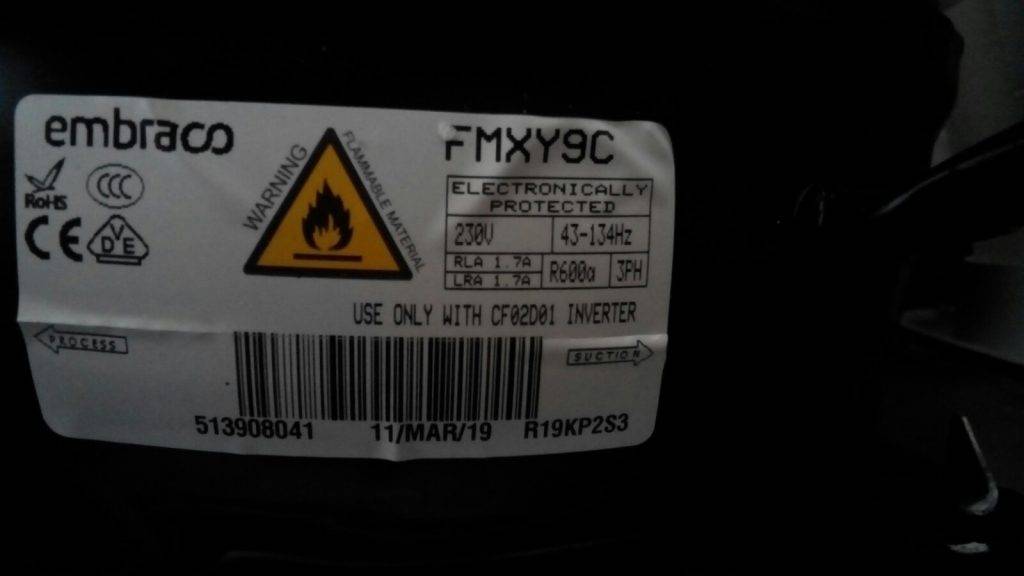 embraco
FMXY9C
WARNING
FLAMMABLE MATERIAL
RoHS
CCC
CE
VDE
ELECTRONICALLY
PROTECTED
230V 43-134Hz
RLA 1.7A
LRA 1.7A
R600a 3PH
USE ONLY WITH CF02D01 INVERTER
PROCESS
SUCTION
513908041 11/MAR/19 R19KP2S3